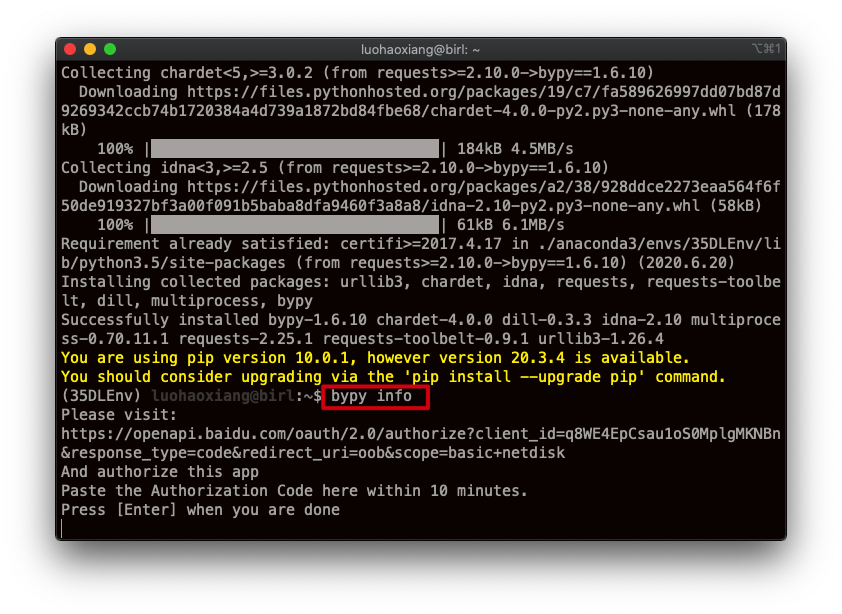 luohaoxiang@birl: ~
⌥⌘1
Collecting chardet<5,>=3.0.2 (from requests>=2.10.0->bypy==1.6.10)
Downloading https://files.pythonhosted.org/packages/19/c7/fa589626997dd07bd87d
9269342ccb74b1720384a4d739a1872bd84fbe68/chardet-4.0.0-py2.py3-none-any.whl (178
kB)
100% | | 184kB 4.5MB/s
Collecting idna<3,>=2.5 (from requests>=2.10.0->bypy==1.6.10)
Downloading https://files.pythonhosted.org/packages/a2/38/928ddce2273eaa564f6f
50de919327bf3a00f091b5baba8dfa9460f3a8a8/idna-2.10-py2.py3-none-any.whl (58kB)
100% | | 61kB 6.1MB/s
Requirement already satisfied: certifi>=2017.4.17 in ./anaconda3/envs/35DLEnv/li
b/python3.5/site-packages (from requests>=2.10.0->bypy==1.6.10) (2020.6.20)
Installing collected packages: urllib3, chardet, idna, requests, requests-toolbe
lt, dill, multiprocess, bypy
Successfully installed bypy-1.6.10 chardet-4.0.0 dill-0.3.3 idna-2.10 multiproce
ss-0.70.11.1 requests-2.25.1 requests-toolbelt-0.9.1 urllib3-1.26.4
You are using pip version 10.0.1, however version 20.3.4 is available.
You should consider upgrading via the 'pip install --upgrade pip' command.
(35DLEnv) luohaoxiang@birl:~$ bypy info
Please visit:
https://openapi.baidu.com/oauth/2.0/authorize?client_id=q8WE4EpCsau1oS0MplgMKNBn
&response_type=code&redirect_uri=oob&scope=basic+netdisk
And authorize this app
Paste the Authorization Code here within 10 minutes.
Press [Enter] when you are done